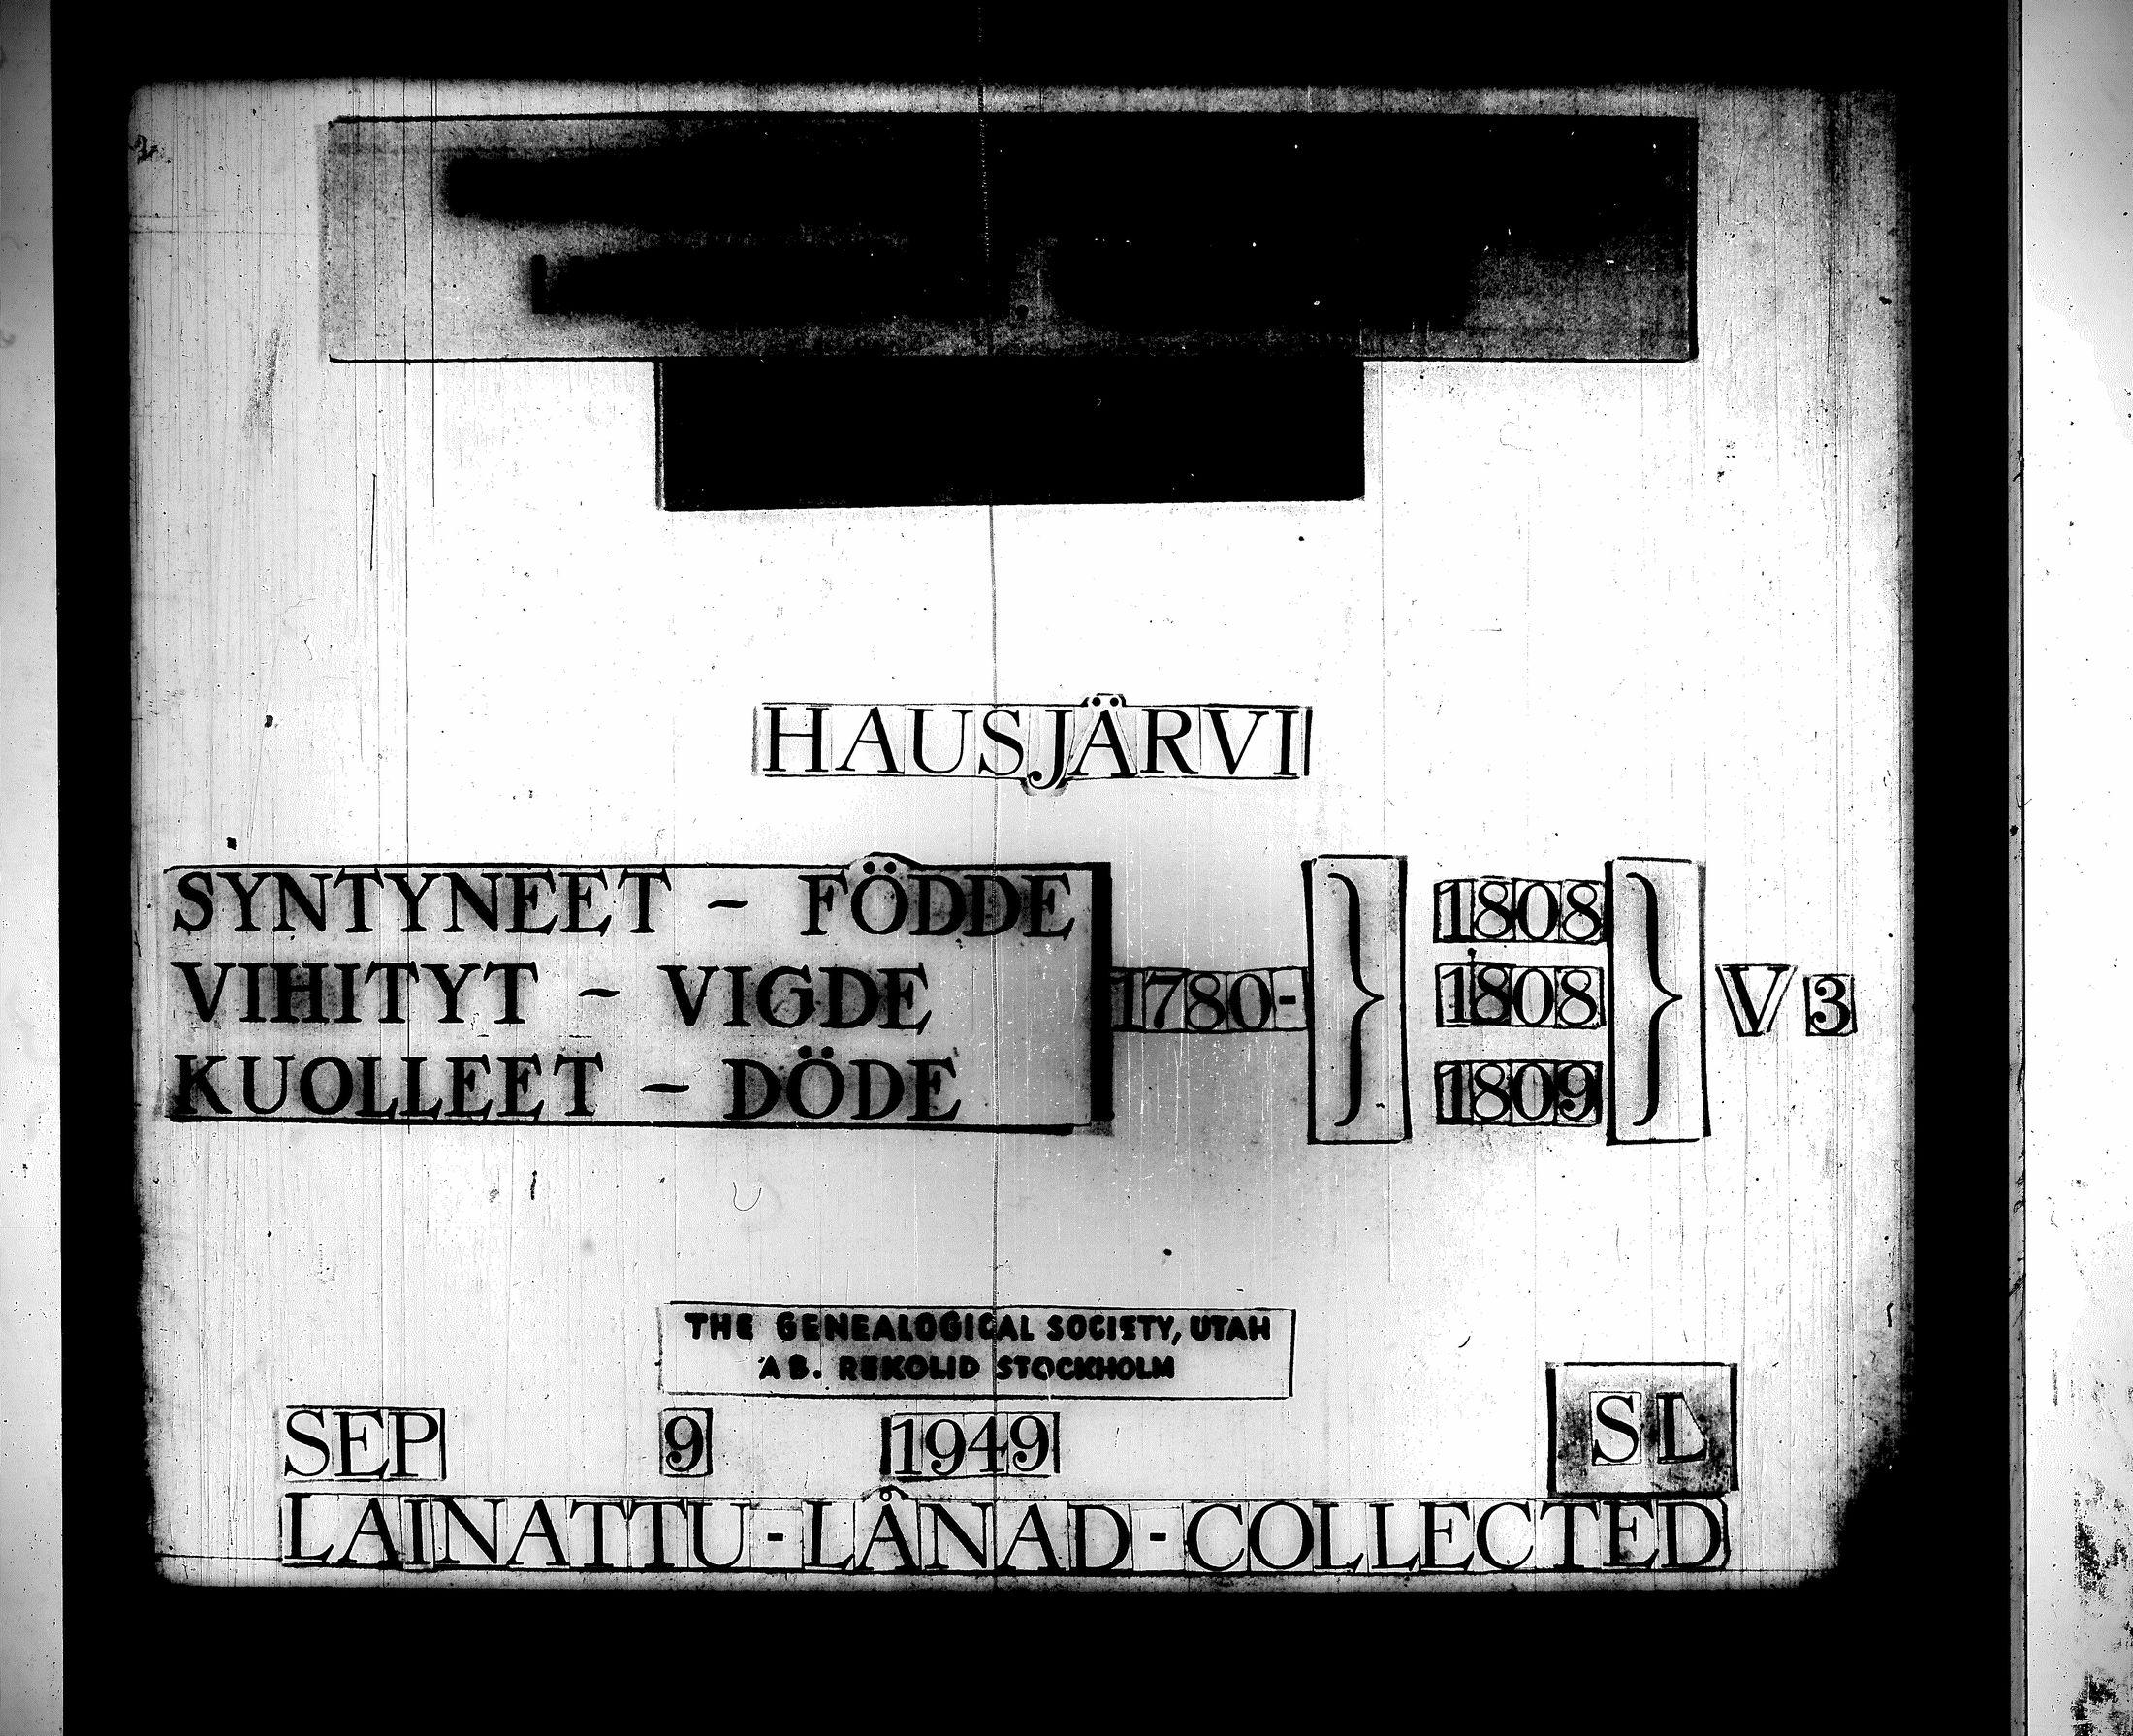 HAUSJÄRVI
SYNTYNEET - FÖDDE 1808
VIHITYT - VIGDE 1780- } 1808 } V 3
KUOLLEET - DÖDE 1809
THE GENEALOGICAL SOCIETY, UTAH
AB. REKOLID STOCKHOLM
SEP 9 1949 SL
LAINATTU-LÅNAD-COLLECTED